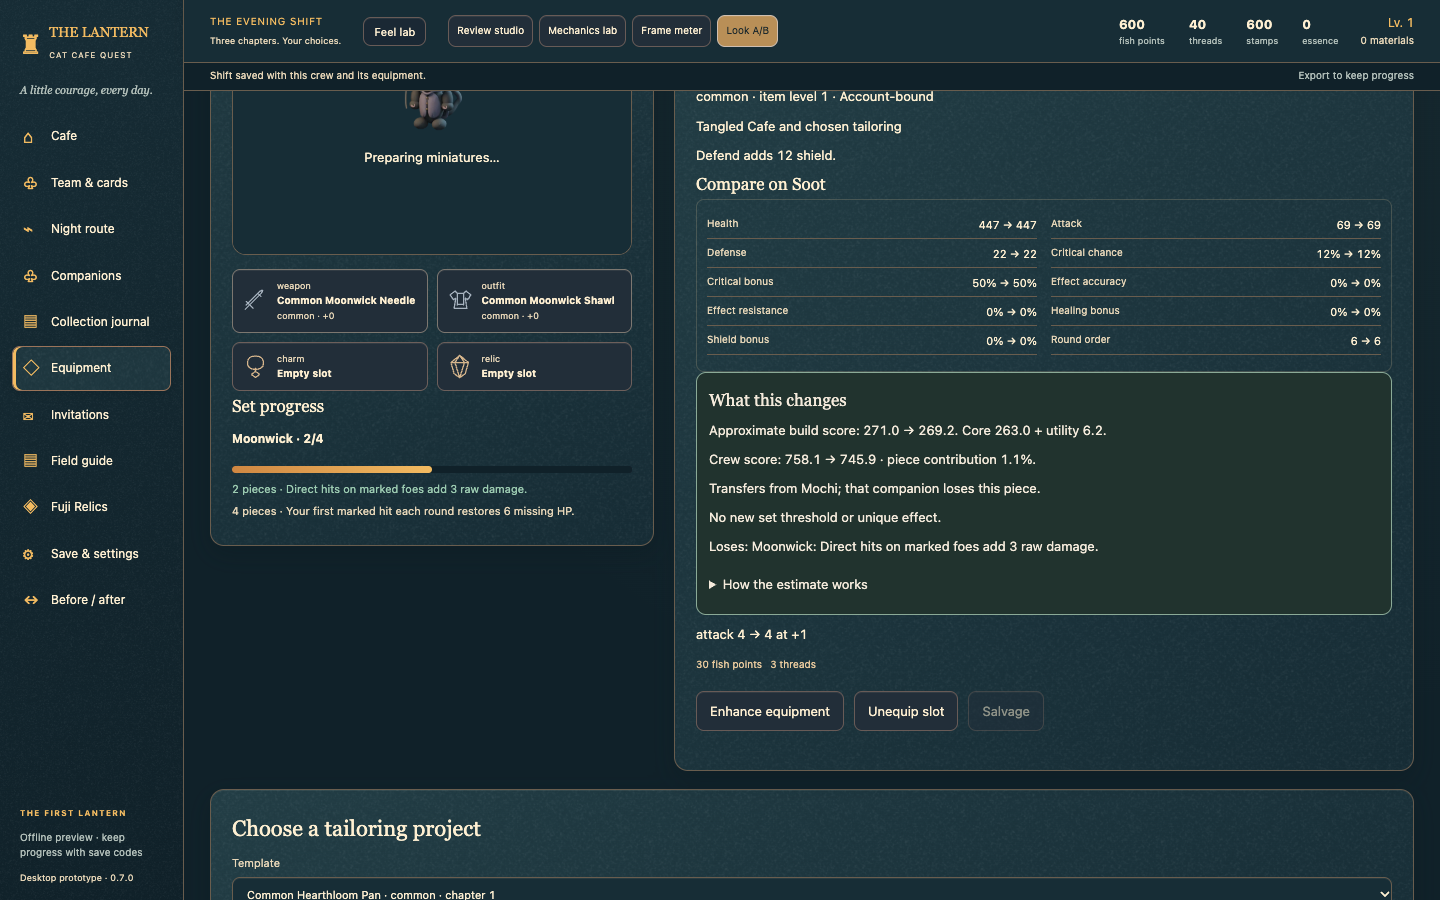 THE LANTERN
CAT CAFE QUEST
A little courage, every day.
Cafe
Team & cards
Night route
Companions
Collection journal
Equipment
Invitations
Field guide
Fuji Relics
Save & settings
Before / after
THE FIRST LANTERN
Offline preview · keep
progress with save codes
Desktop prototype · 0.7.0
THE EVENING SHIFT
Three chapters. Your choices.
Feel lab
Review studio
Mechanics lab
Frame meter
Look A/B
600 fish points
40 threads
600 stamps
0 essence
Lv. 1
0 materials
Shift saved with this crew and its equipment.
Export to keep progress
Preparing miniatures...
weapon
Common Moonwick Needle
common · +0
outfit
Common Moonwick Shawl
common · +0
charm
Empty slot
relic
Empty slot
Set progress
Moonwick · 2/4
2 pieces · Direct hits on marked foes add 3 raw damage.
4 pieces · Your first marked hit each round restores 6 missing HP.
common · item level 1 · Account-bound
Tangled Cafe and chosen tailoring
Defend adds 12 shield.
Compare on Soot
Health 447 → 447
Attack 69 → 69
Defense 22 → 22
Critical chance 12% → 12%
Critical bonus 50% → 50%
Effect accuracy 0% → 0%
Effect resistance 0% → 0%
Healing bonus 0% → 0%
Shield bonus 0% → 0%
Round order 6 → 6
What this changes
Approximate build score: 271.0 → 269.2. Core 263.0 + utility 6.2.
Crew score: 758.1 → 745.9 · piece contribution 1.1%.
Transfers from Mochi; that companion loses this piece.
No new set threshold or unique effect.
Loses: Moonwick: Direct hits on marked foes add 3 raw damage.
How the estimate works
attack 4 → 4 at +1
30 fish points 3 threads
Enhance equipment
Unequip slot
Salvage
Choose a tailoring project
Template
Common Hearthloom Pan · common · chapter 1